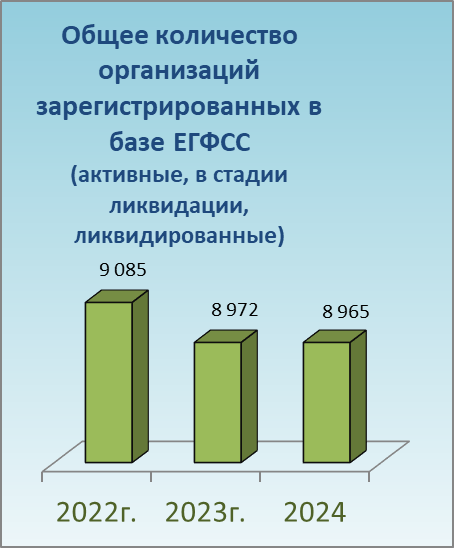 Общее количество
организаций
зарегистрированных в
базе ЕГФСС
(активные, в стадии
ликвидации,
ликвидированные)
9 085
8 972
8 965
2022г. 2023г. 2024